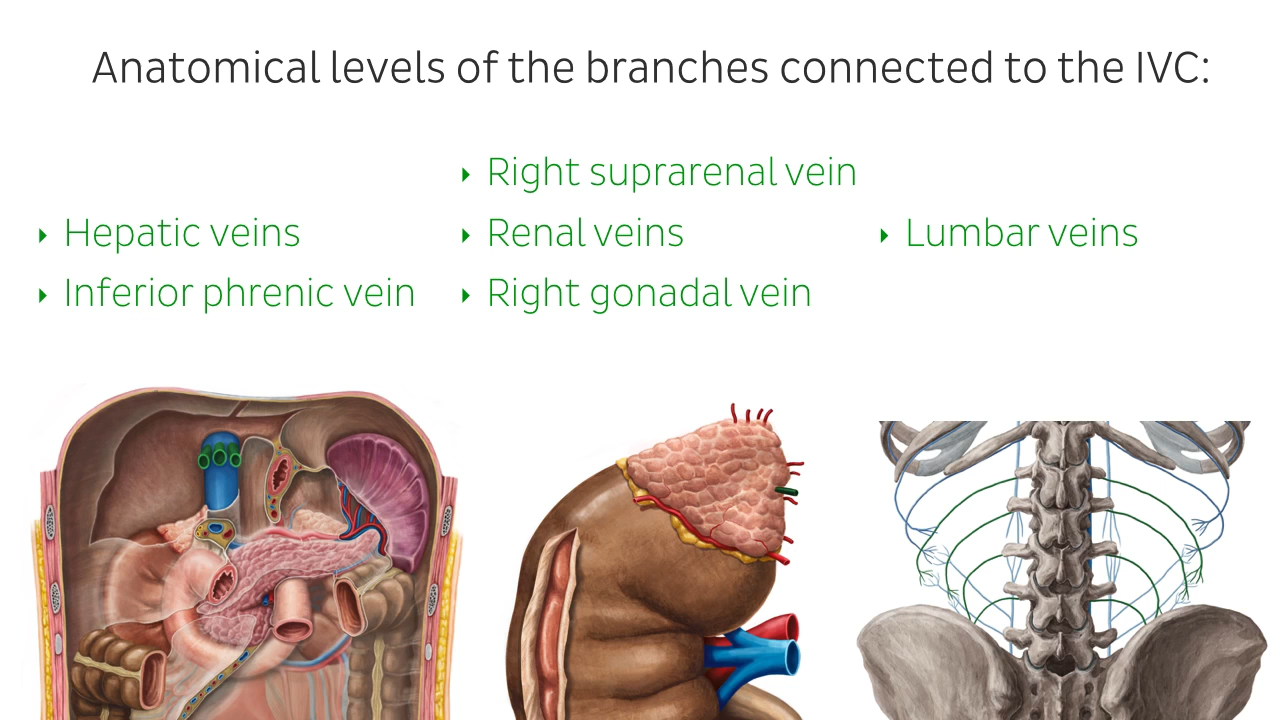 Anatomical levels of the branches connected to the IVC:
Hepatic veins
Inferior phrenic vein
Right suprarenal vein
Renal veins
Right gonadal vein
Lumbar veins